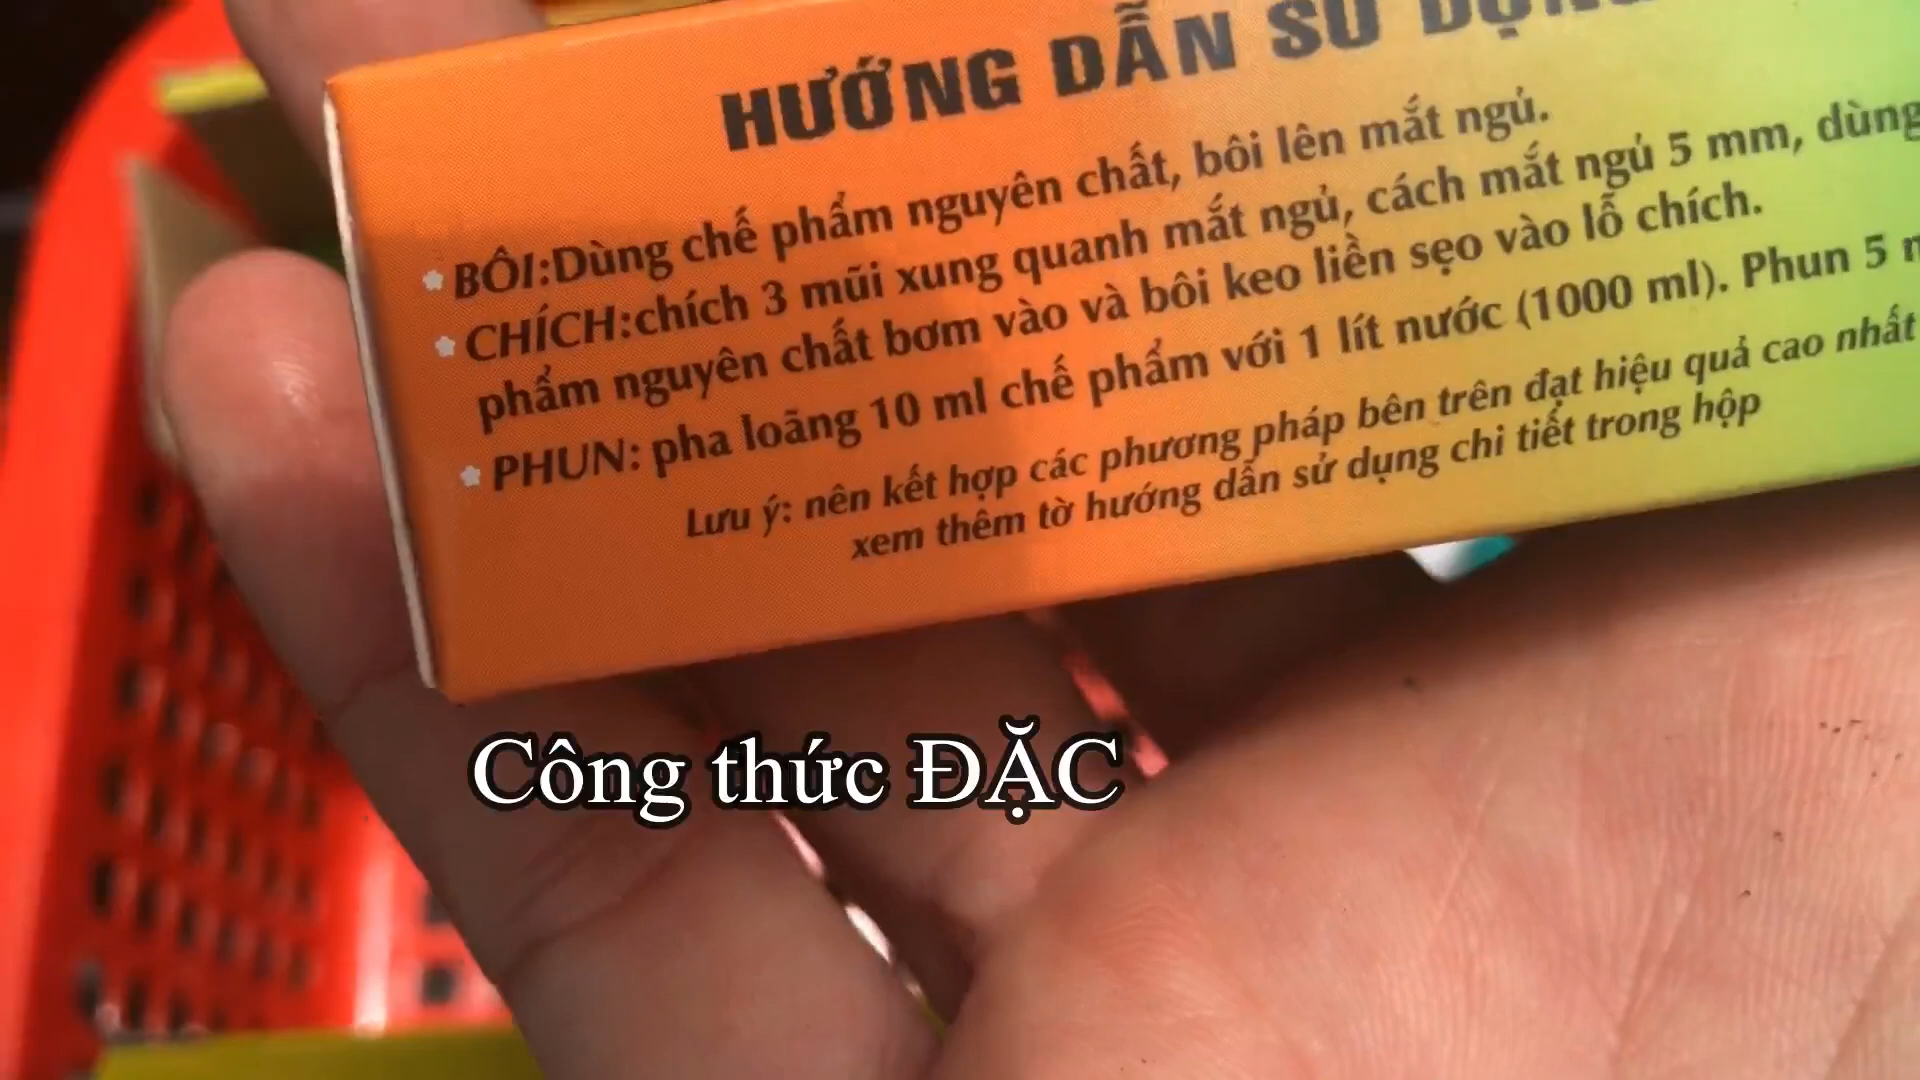 HƯỚNG DẪN SỬ DỤNG
BÔI:Dùng chế phẩm nguyên chất, bôi lên mắt ngủ.
CHÍCH:chích 3 mũi xung quanh mắt ngủ, cách mắt ngủ 5 mm, dùng
phẩm nguyên chất bơm vào và bôi keo liền sẹo vào lỗ chích.
PHUN: pha loãng 10 ml chế phẩm với 1 lít nước (1000 ml). Phun 5
Lưu ý: nên kết hợp các phương pháp bên trên đạt hiệu quả cao nhất
xem thêm tờ hướng dẫn sử dụng chi tiết trong hộp
Công thức ĐẶC